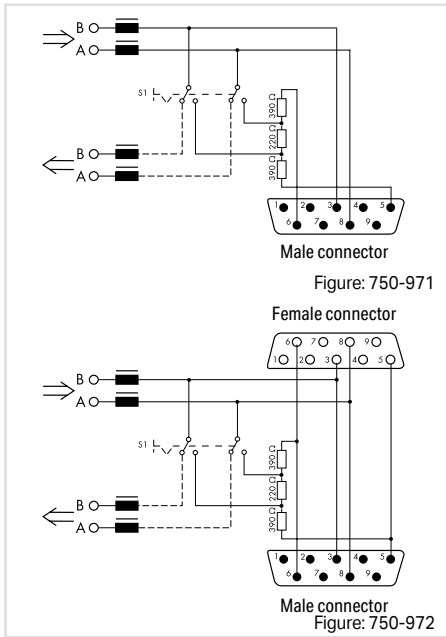 B
A
S1
390 Ω
220 Ω
390 Ω
B
A
1 2 3 4 5
6 7 8 9
Male connector
Figure: 750-971
Female connector
6 7 8 9
1 2 3 4 5
B
A
S1
390 Ω
220 Ω
390 Ω
B
A
1 2 3 4 5
6 7 8 9
Male connector
Figure: 750-972